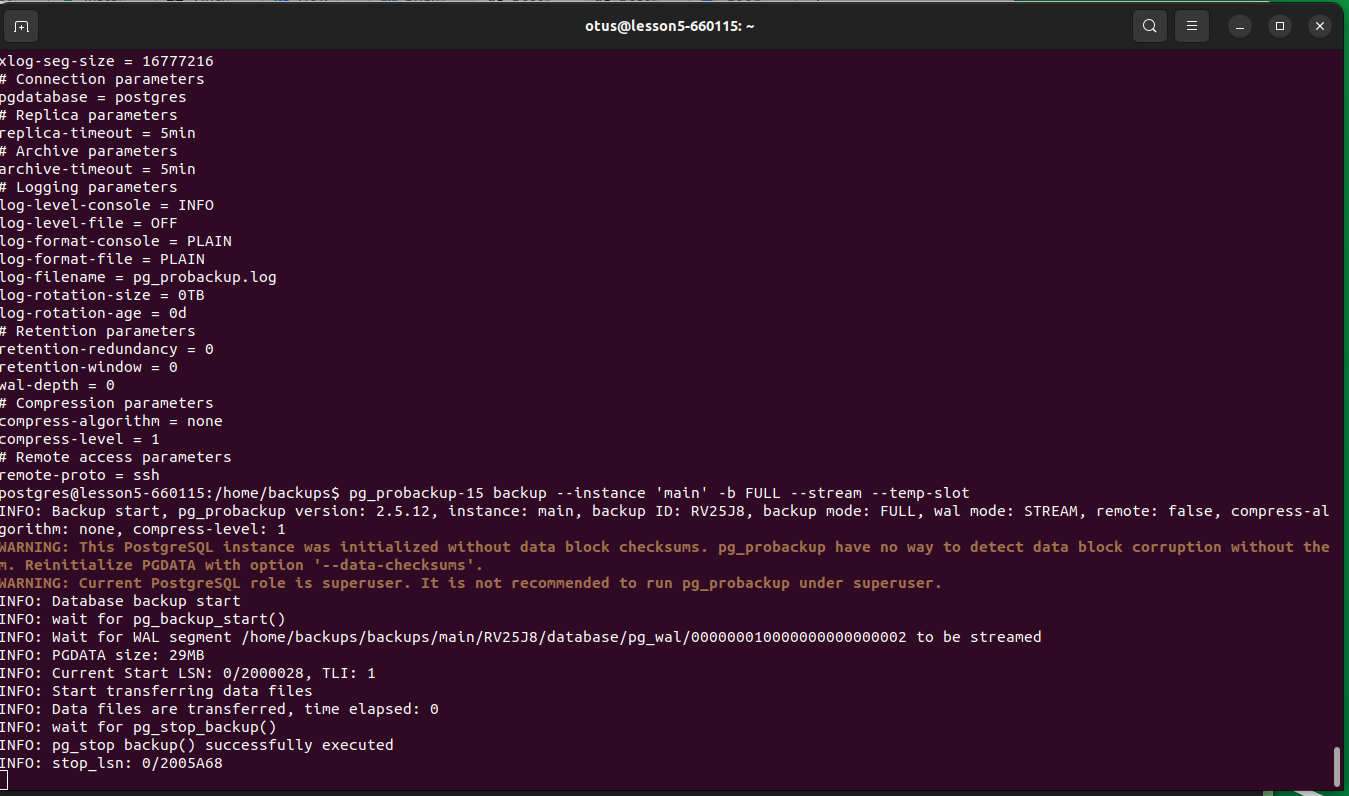 otus@lesson5-660115: ~
xlog-seg-size = 16777216
# Connection parameters
pgdatabase = postgres
# Replica parameters
replica-timeout = 5min
# Archive parameters
archive-timeout = 5min
# Logging parameters
log-level-console = INFO
log-level-file = OFF
log-format-console = PLAIN
log-format-file = PLAIN
log-filename = pg_probackup.log
log-rotation-size = 0TB
log-rotation-age = 0d
# Retention parameters
retention-redundancy = 0
retention-window = 0
wal-depth = 0
# Compression parameters
compress-algorithm = none
compress-level = 1
# Remote access parameters
remote-proto = ssh
postgres@lesson5-660115:/home/backups$ pg_probackup-15 backup --instance 'main' -b FULL --stream --temp-slot
INFO: Backup start, pg_probackup version: 2.5.12, instance: main, backup ID: RV25J8, backup mode: FULL, wal mode: STREAM, remote: false, compress-al
gorithm: none, compress-level: 1
WARNING: This PostgreSQL instance was initialized without data block checksums. pg_probackup have no way to detect data block corruption without the
m. Reinitialize PGDATA with option '--data-checksums'.
WARNING: Current PostgreSQL role is superuser. It is not recommended to run pg_probackup under superuser.
INFO: Database backup start
INFO: wait for pg_backup_start()
INFO: Wait for WAL segment /home/backups/backups/main/RV25J8/database/pg_wal/000000010000000000000002 to be streamed
INFO: PGDATA size: 29MB
INFO: Current Start LSN: 0/2000028, TLI: 1
INFO: Start transferring data files
INFO: Data files are transferred, time elapsed: 0
INFO: wait for pg_stop_backup()
INFO: pg_stop backup() successfully executed
INFO: stop_lsn: 0/2005A68